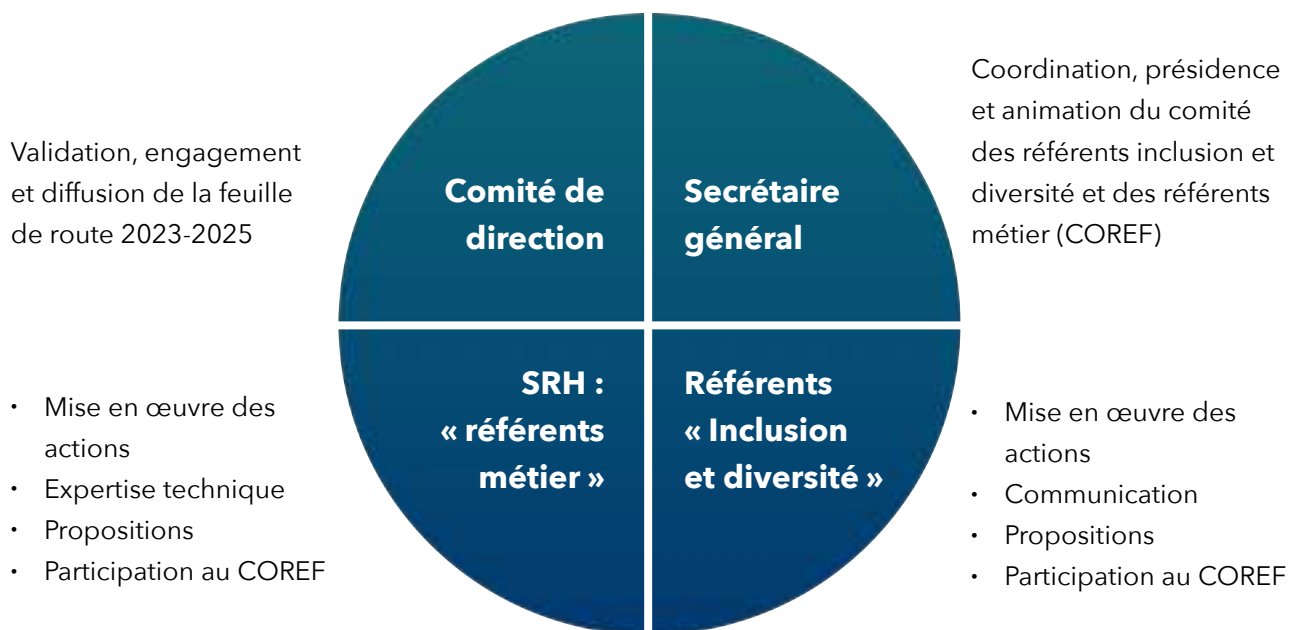 Validation, engagement
et diffusion de la feuille
de route 2023-2025
Comité de
direction
Secrétaire
général
Coordination, présidence
et animation du comité
des référents inclusion et
diversité et des référents
métier (COREF)
• Mise en œuvre des
actions
• Expertise technique
• Propositions
• Participation au COREF
SRH :
« référents
métier »
Référents
« Inclusion
et diversité »
• Mise en œuvre des
actions
• Communication
• Propositions
• Participation au COREF